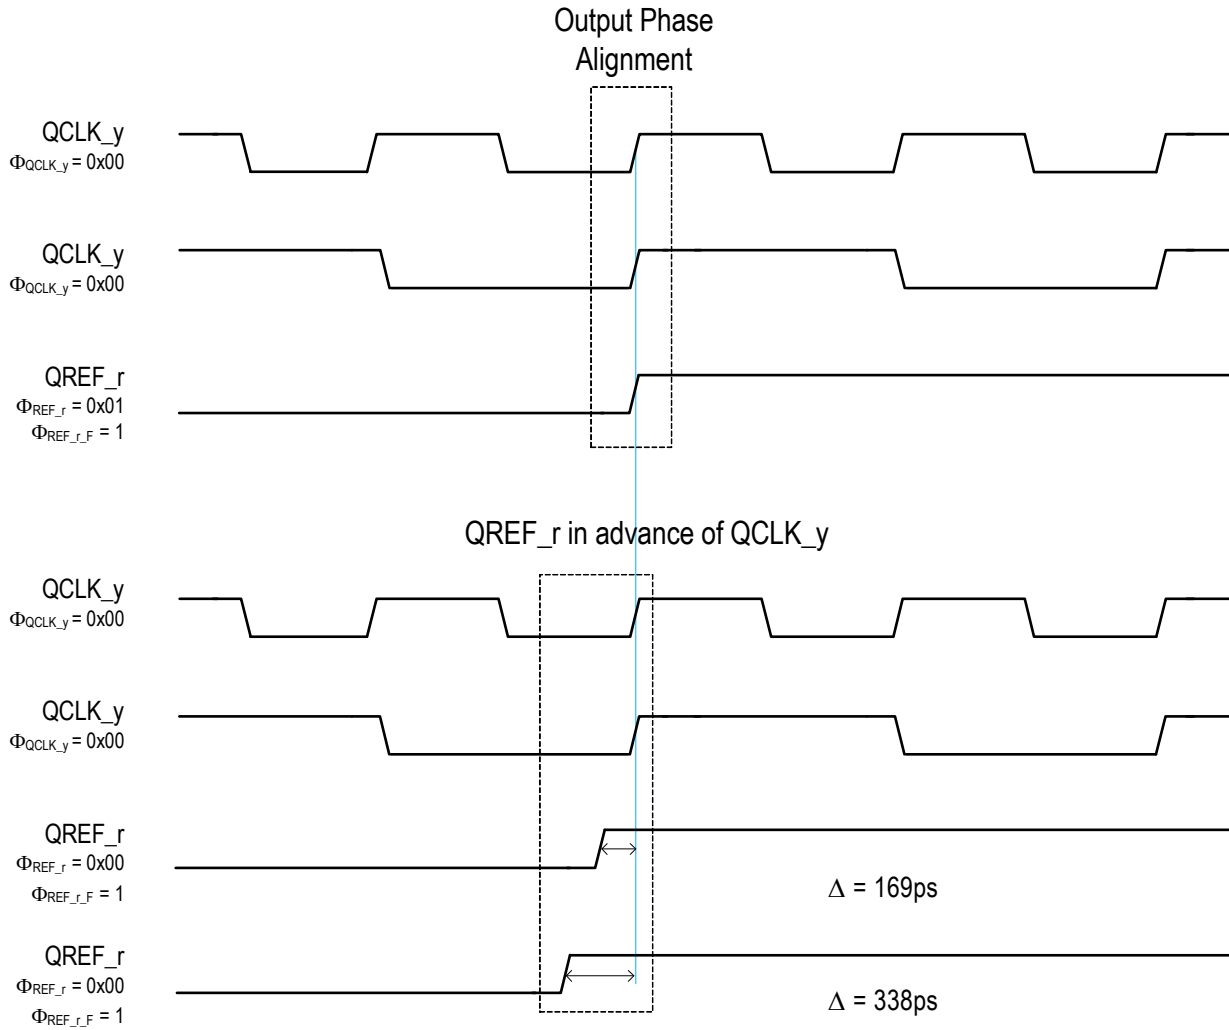 Output Phase
Alignment
QCLK_y
ΦQCLK_y = 0x00
QCLK_y
ΦQCLK_y = 0x00
QREF_r
ΦREF_r = 0x01
ΦREF_r_F = 1
QREF_r in advance of QCLK_y
QCLK_y
ΦQCLK_y = 0x00
QCLK_y
ΦQCLK_y = 0x00
QREF_r
ΦREF_r = 0x00
ΦREF_r_F = 1
Δ = 169ps
QREF_r
ΦREF_r = 0x00
ΦREF_r_F = 1
Δ = 338ps